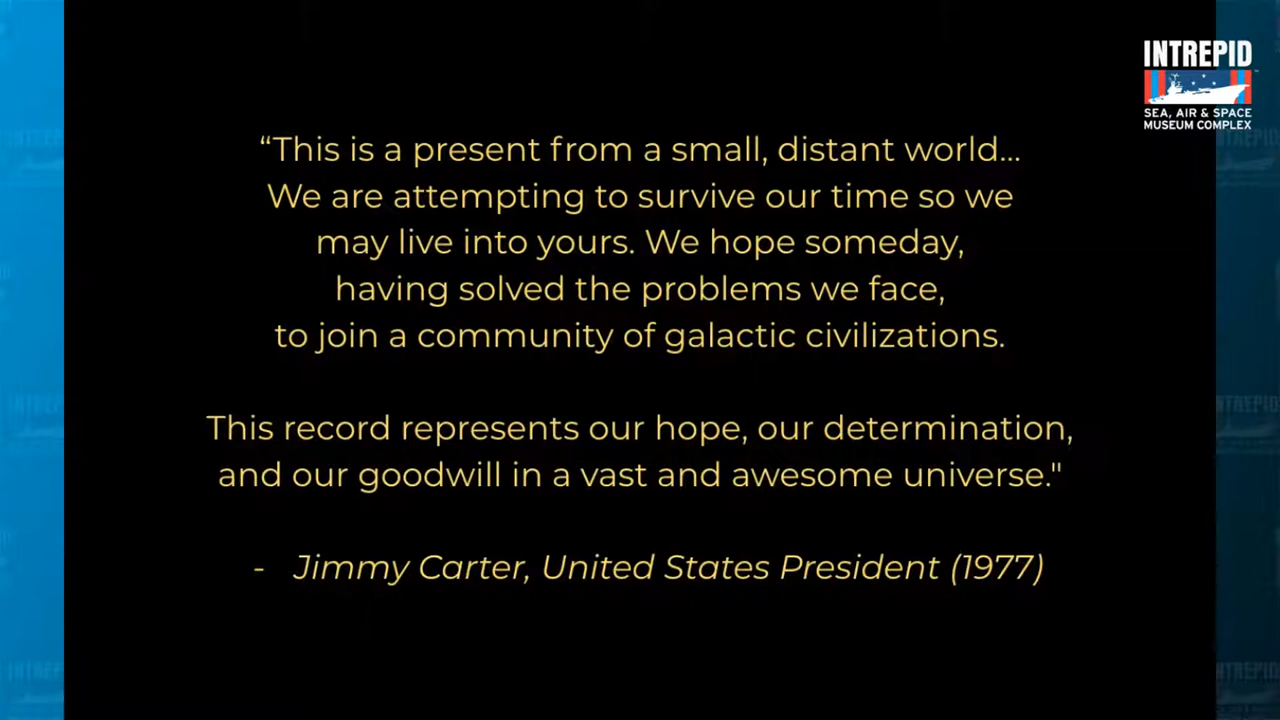 INTREPID
SEA, AIR & SPACE
MUSEUM COMPLEX
“This is a present from a small, distant world...
We are attempting to survive our time so we
may live into yours. We hope someday,
having solved the problems we face,
to join a community of galactic civilizations.
This record represents our hope, our determination,
and our goodwill in a vast and awesome universe."
- Jimmy Carter, United States President (1977)